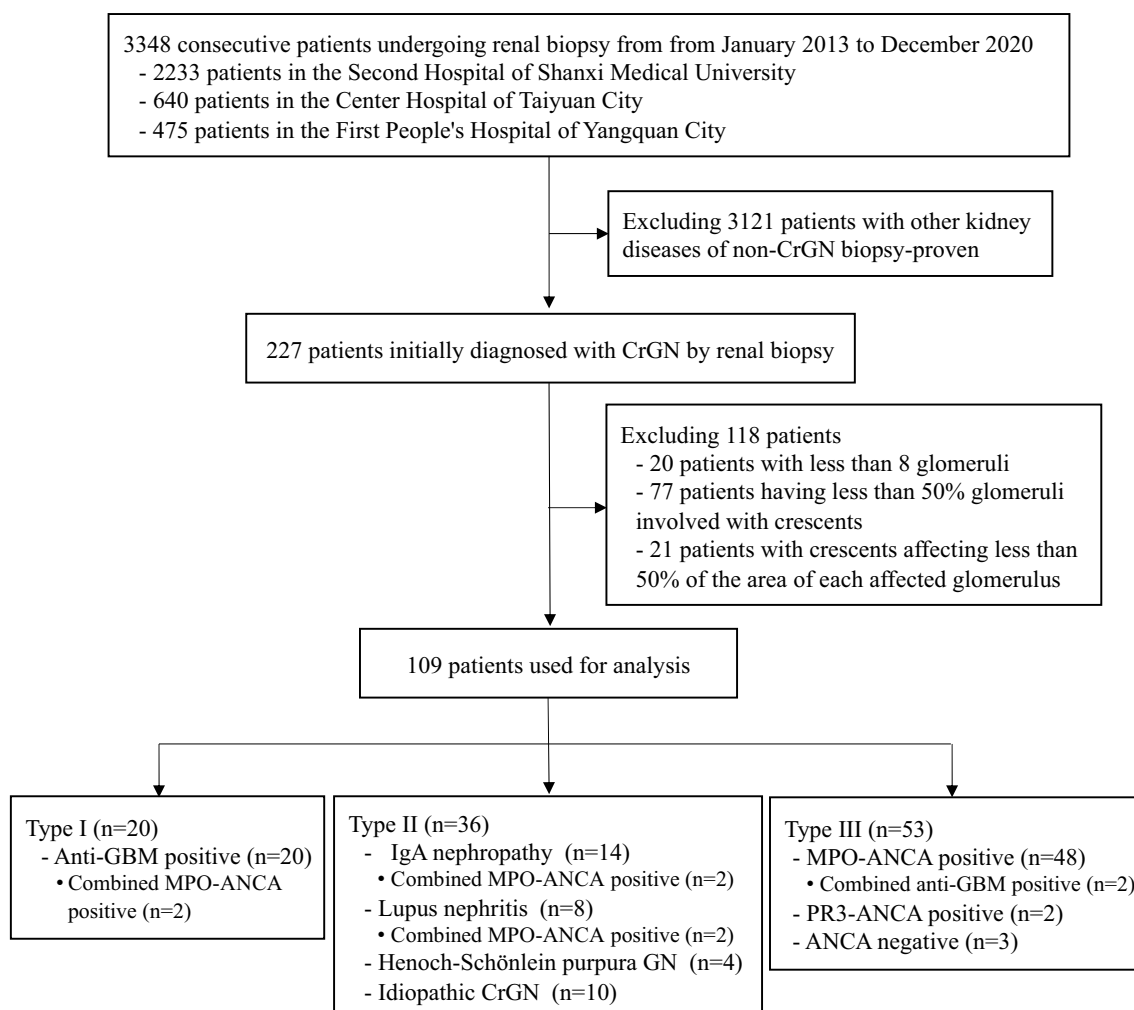 3348 consecutive patients undergoing renal biopsy from from January 2013 to December 2020
- 2233 patients in the Second Hospital of Shanxi Medical University
- 640 patients in the Center Hospital of Taiyuan City
- 475 patients in the First People's Hospital of Yangquan City
Excluding 3121 patients with other kidney
diseases of non-CrGN biopsy-proven
227 patients initially diagnosed with CrGN by renal biopsy
Excluding 118 patients
- 20 patients with less than 8 glomeruli
- 77 patients having less than 50% glomeruli
involved with crescents
- 21 patients with crescents affecting less than
50% of the area of each affected glomerulus
109 patients used for analysis
Type I (n=20)
- Anti-GBM positive (n=20)
• Combined MPO-ANCA
positive (n=2)
Type II (n=36)
- IgA nephropathy (n=14)
• Combined MPO-ANCA positive (n=2)
- Lupus nephritis (n=8)
• Combined MPO-ANCA positive (n=2)
- Henoch-Schönlein purpura GN (n=4)
- Idiopathic CrGN (n=10)
Type III (n=53)
- MPO-ANCA positive (n=48)
• Combined anti-GBM positive (n=2)
- PR3-ANCA positive (n=2)
- ANCA negative (n=3)